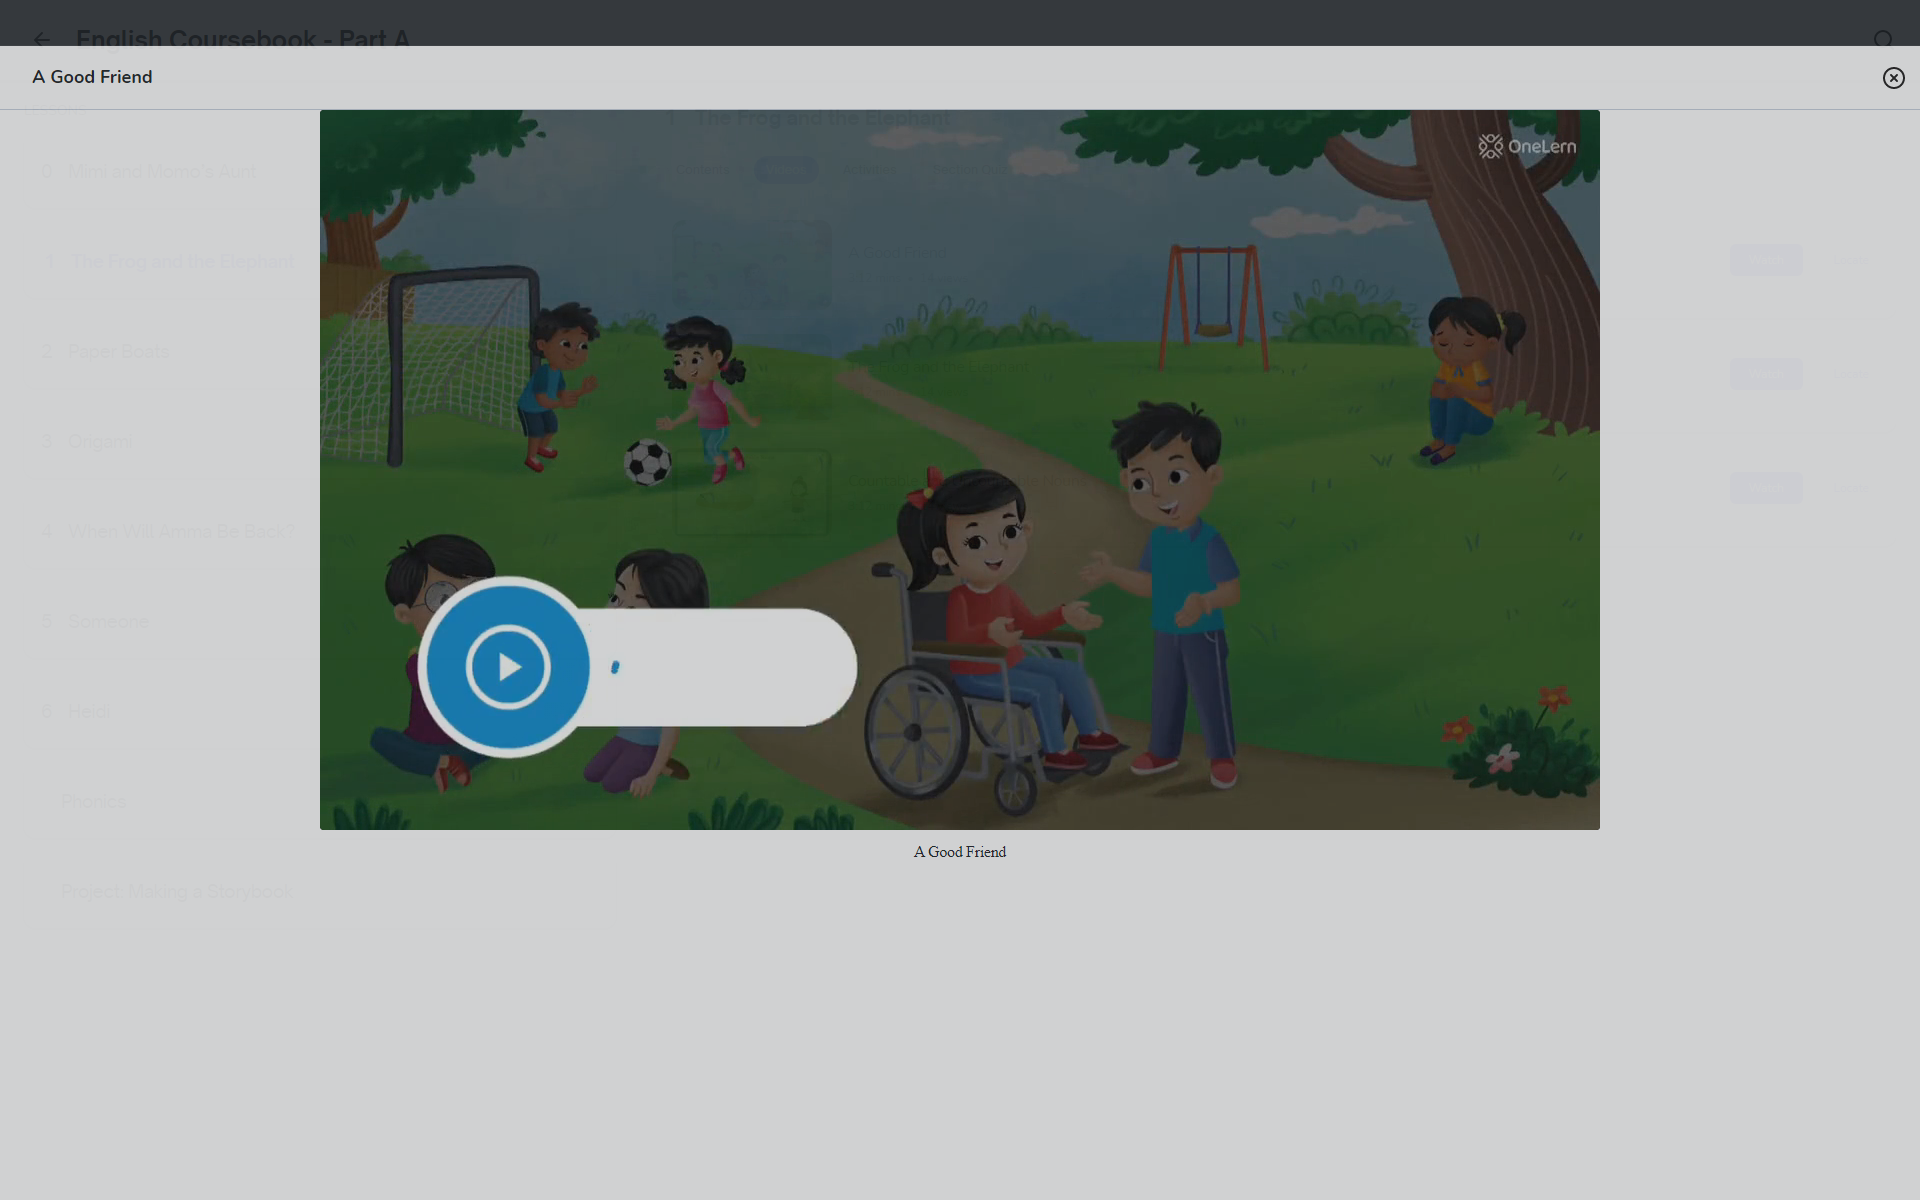 English Coursebook - Part A
A Good Friend
1 The Frog and the Elephant
OneLern
0 Mimi and Momo's Aunt
1 The Frog and the Elephant
A Good Friend
2 Paper Boats
3 Origami
4 When Will Amma Be Back?
5 Someone
6 Heidi
Phonics
A Good Friend
Project: Making a Storybook